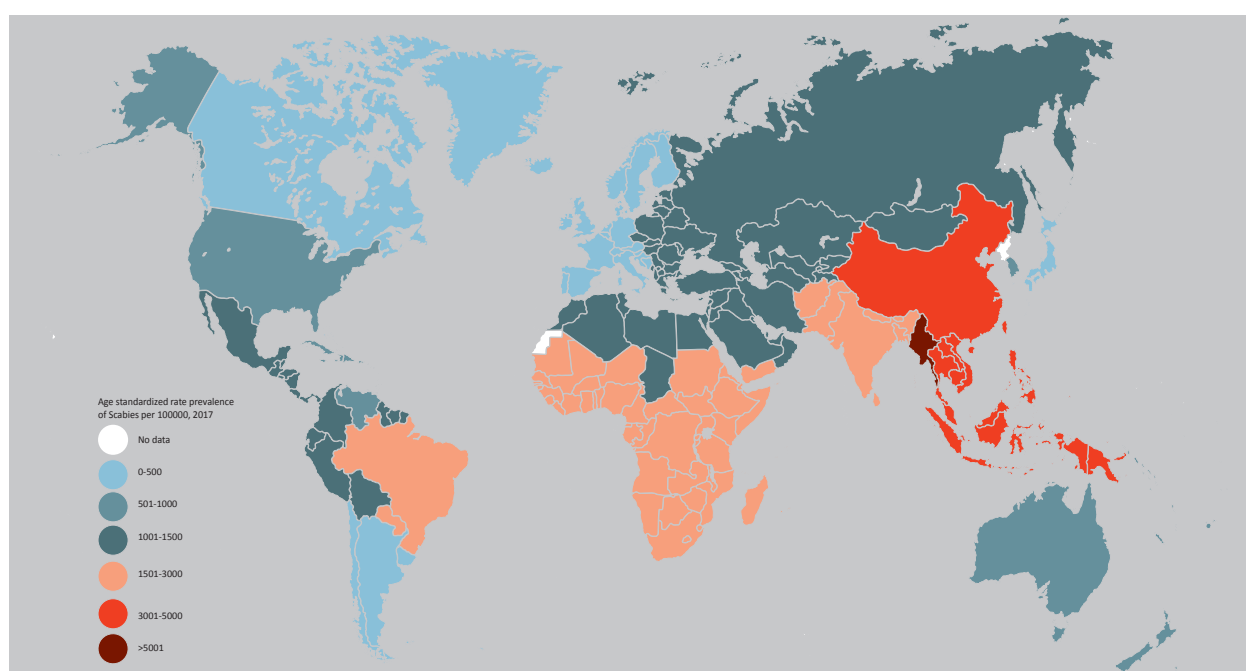 Age standardized rate prevalence
of Scabies per 100000, 2017
No data
0-500
501-1000
1001-1500
1501-3000
3001-5000
>5001